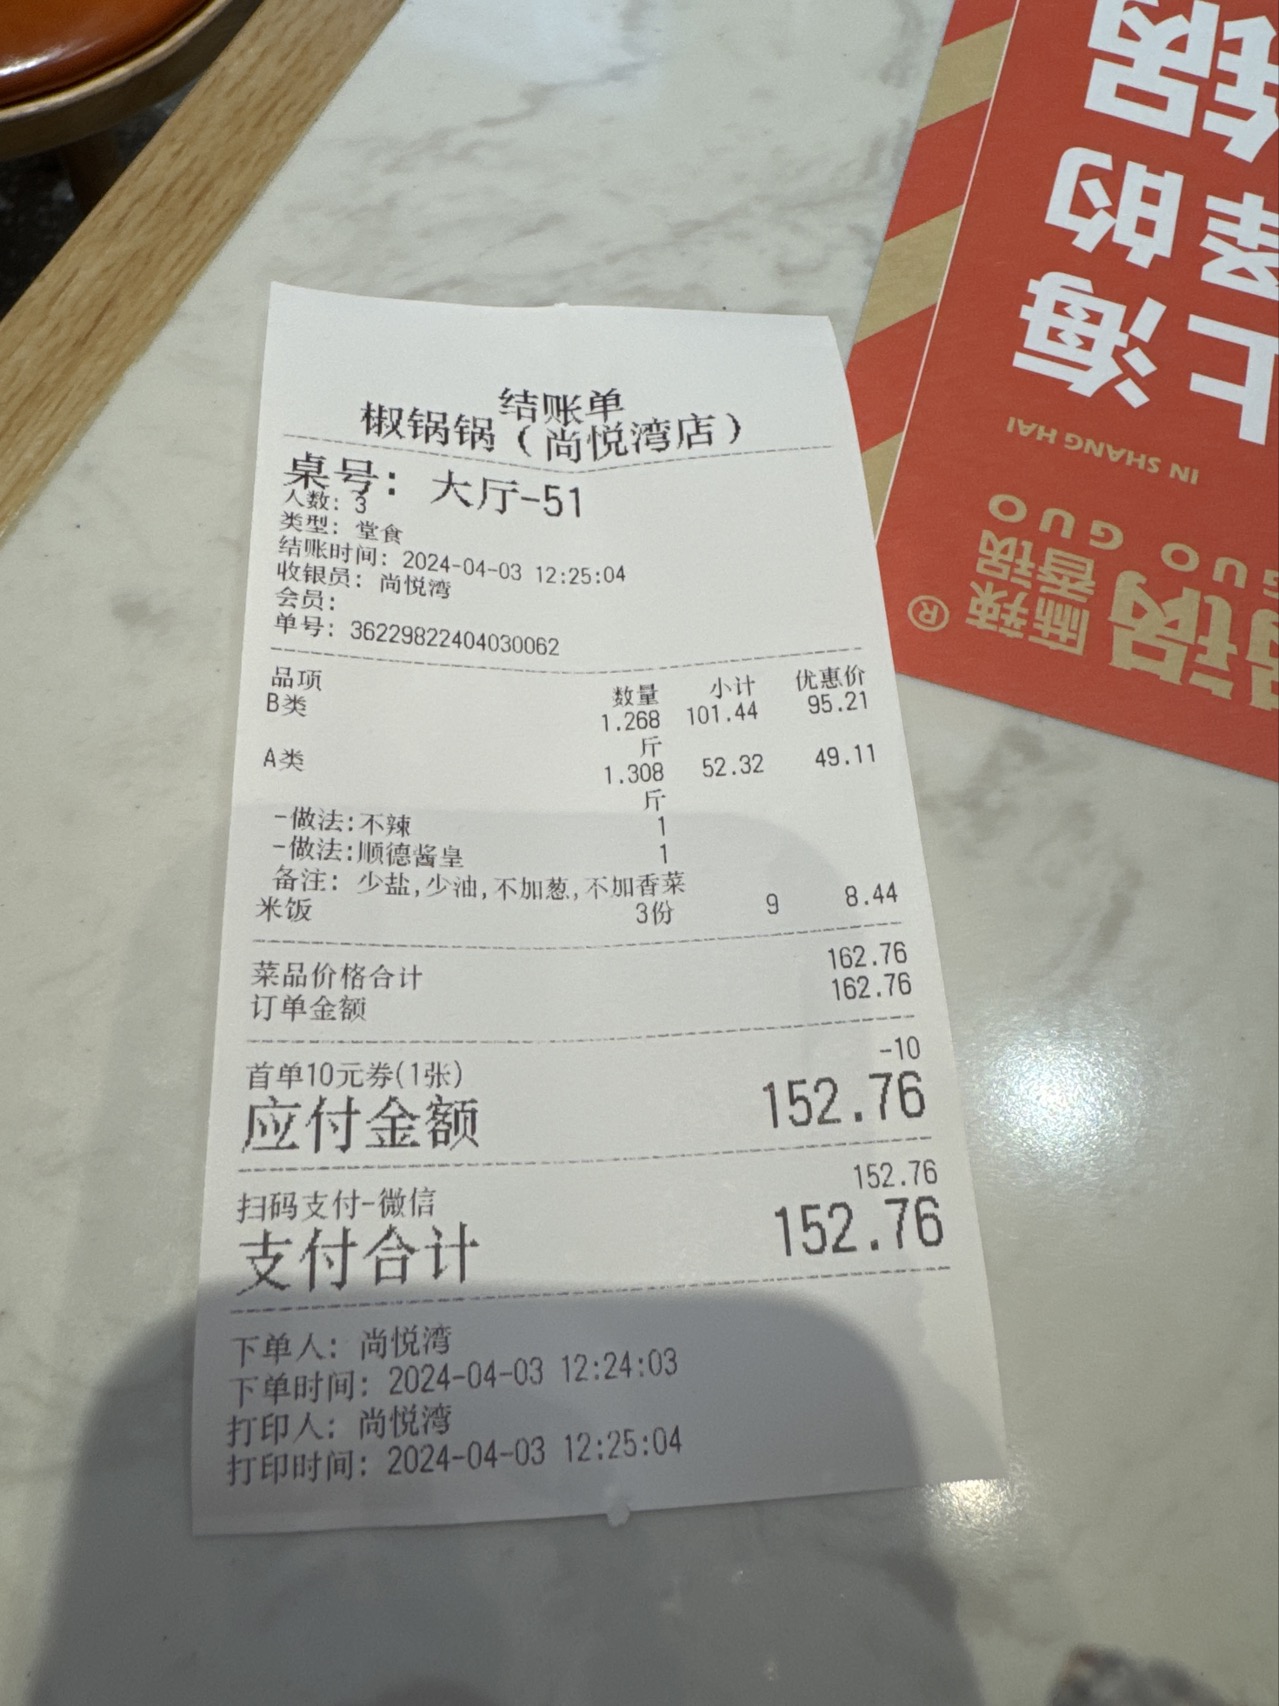 结账单
椒锅锅（尚悦湾店）
桌号：大厅-51
人数：3
类型：堂食
结账时间：2024-04-03 12:25:04
收银员：尚悦湾
会员：
单号：36229822404030062
品项 数量 小计 优惠价
B类 1.268 101.44 95.21
斤
A类 1.308 52.32 49.11
斤
-做法:不辣 1
-做法:顺德酱皇 1
备注：少盐,少油,不加葱,不加香菜
米饭 3份 9 8.44
菜品价格合计 162.76
订单金额 162.76
首单10元券(1张) -10
应付金额 152.76
扫码支付-微信 152.76
支付合计 152.76
下单人：尚悦湾
下单时间：2024-04-03 12:24:03
打印人：尚悦湾
打印时间：2024-04-03 12:25:04
锅
麻辣
香锅
GUO GUO
IN SHANG HAI
上海的